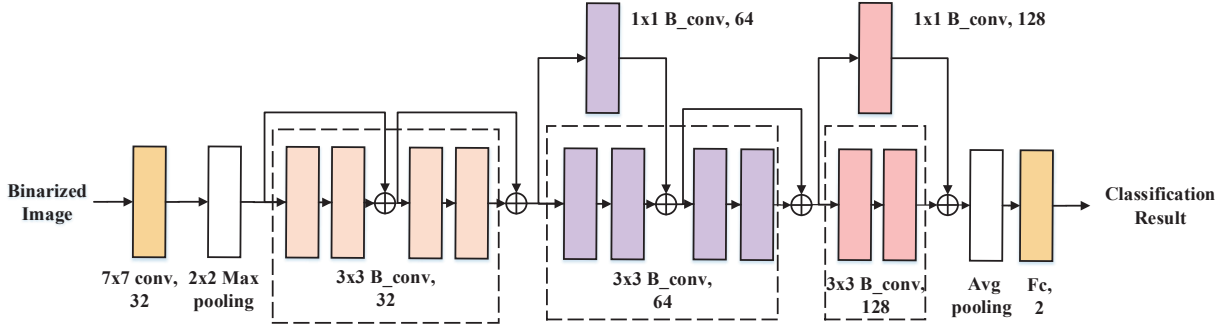 1x1 B_conv, 64
1x1 B_conv, 128
Binarized
Image
7x7 conv,
32
2x2 Max
pooling
3x3 B_conv,
32
3x3 B_conv,
64
3x3 B_conv,
128
Avg
pooling
Fc,
2
Classification
Result